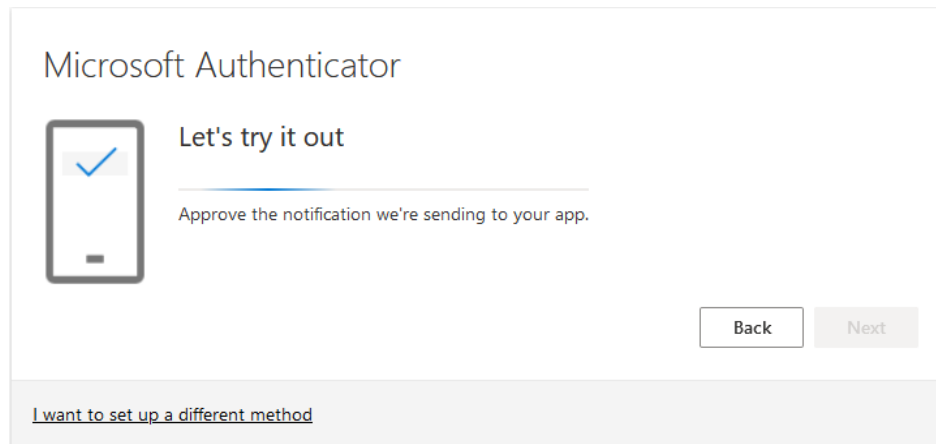 Microsoft Authenticator
Let's try it out
Approve the notification we're sending to your app.
Back
Next
I want to set up a different method